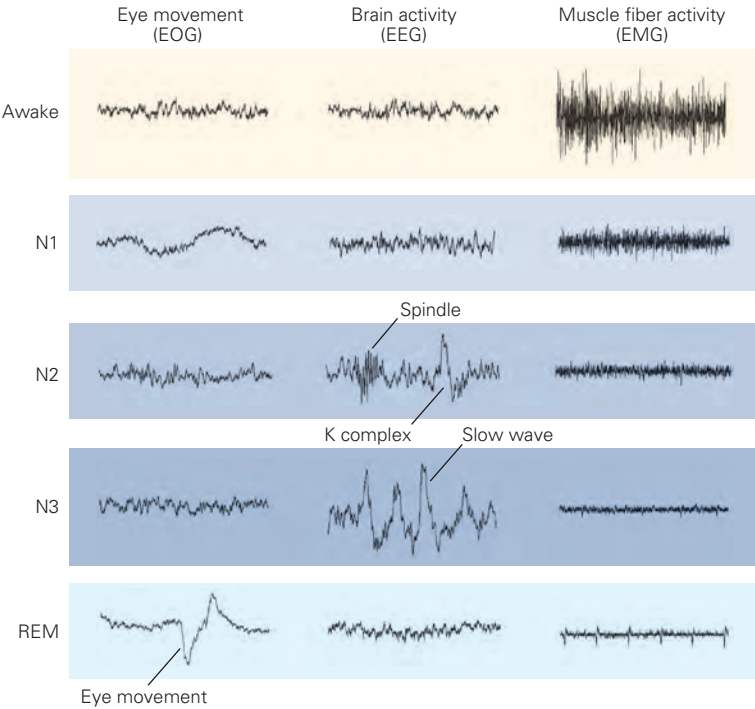 Eye movement Brain activity Muscle fiber activity
(EOG) (EEG) (EMG)
Awake
N1
Spindle
N2
K complex Slow wave
N3
REM
Eye movement